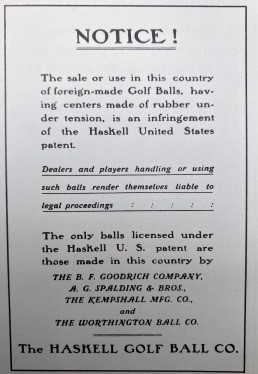 NOTICE!
The sale or use in this country
of foreign-made Golf Balls, hav-
ing centers made of rubber un-
der tension, is an infringement
of the Haskell United States
patent.
Dealers and players handling or using
such balls render themselves liable to
legal proceedings : : : : :
The only balls licensed under
the Haskell U. S. patent are
those made in this country by
THE B. F. GOODRICH COMPANY,
A. G. SPALDING & BROS.,
THE KEMPSHALL MFG. CO.,
and
THE WORTHINGTON BALL CO.
The HASKELL GOLF BALL CO.